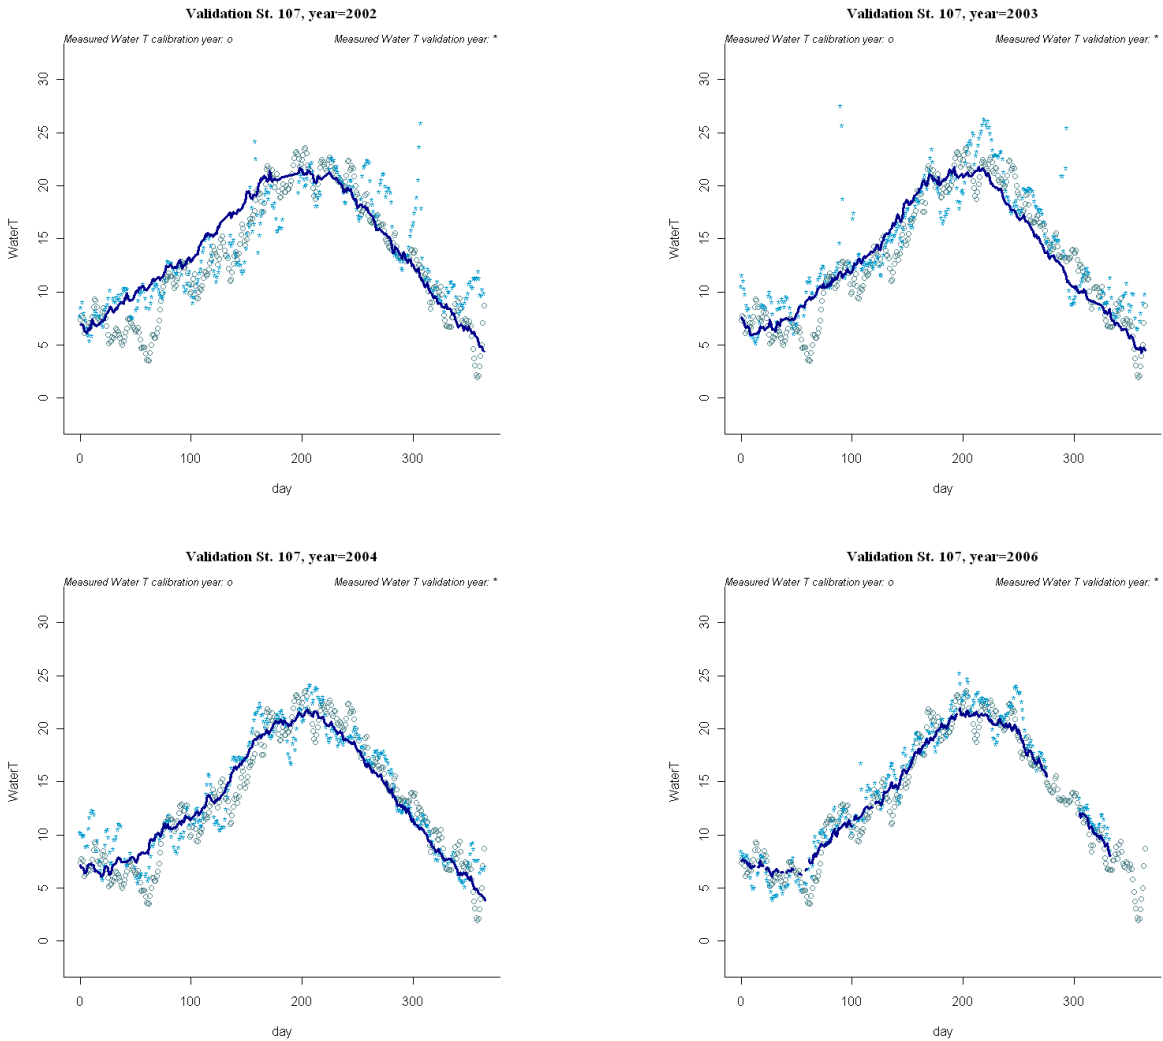 Validation St. 107, year=2002
Measured Water T calibration year: o Measured Water T validation year: *
WaterT
30
25
20
15
10
5
0
0 100 200 300
day
Validation St. 107, year=2003
Measured Water T calibration year: o Measured Water T validation year: *
WaterT
30
25
20
15
10
5
0
0 100 200 300
day
Validation St. 107, year=2004
Measured Water T calibration year: o Measured Water T validation year: *
WaterT
30
25
20
15
10
5
0
0 100 200 300
day
Validation St. 107, year=2006
Measured Water T calibration year: o Measured Water T validation year: *
WaterT
30
25
20
15
10
5
0
0 100 200 300
day